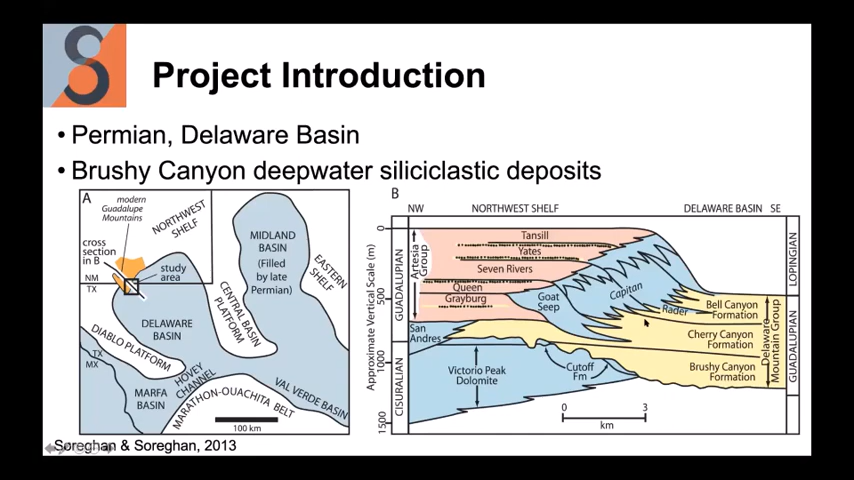 Project Introduction
• Permian, Delaware Basin
• Brushy Canyon deepwater siliciclastic deposits
A
modern
Guadalupe
Mountains
NORTHWEST
SHELF
cross
section
in B
NM
TX
study
area
MIDLAND
BASIN
(Filled
by late
Permian)
EASTERN
SHELF
CENTRAL BASIN
PLATFORM
DELAWARE
BASIN
DIABLO PLATFORM
TX
MX
HOVEY
CHANNEL
MARFA
BASIN
VAL VERDE BASIN
MARATHON-OUACHITA BELT
100 km
B
NW
NORTHWEST SHELF
DELAWARE BASIN
SE
Approximate Vertical Scale (m)
0
500
1000
1500
GUADALUPIAN
CISURALIAN
Artesia
Group
Tansill
Yates
Seven Rivers
Queen
Grayburg
San
Andres
Goat
Seep
Capitan
Rader
Bell Canyon
Formation
Cherry Canyon
Formation
Brushy Canyon
Formation
Delaware
Mountain Group
LOPINGIAN
GUADALUPIAN
Victorio Peak
Dolomite
Cutoff
Fm
0
3
km
Soreghan & Soreghan, 2013